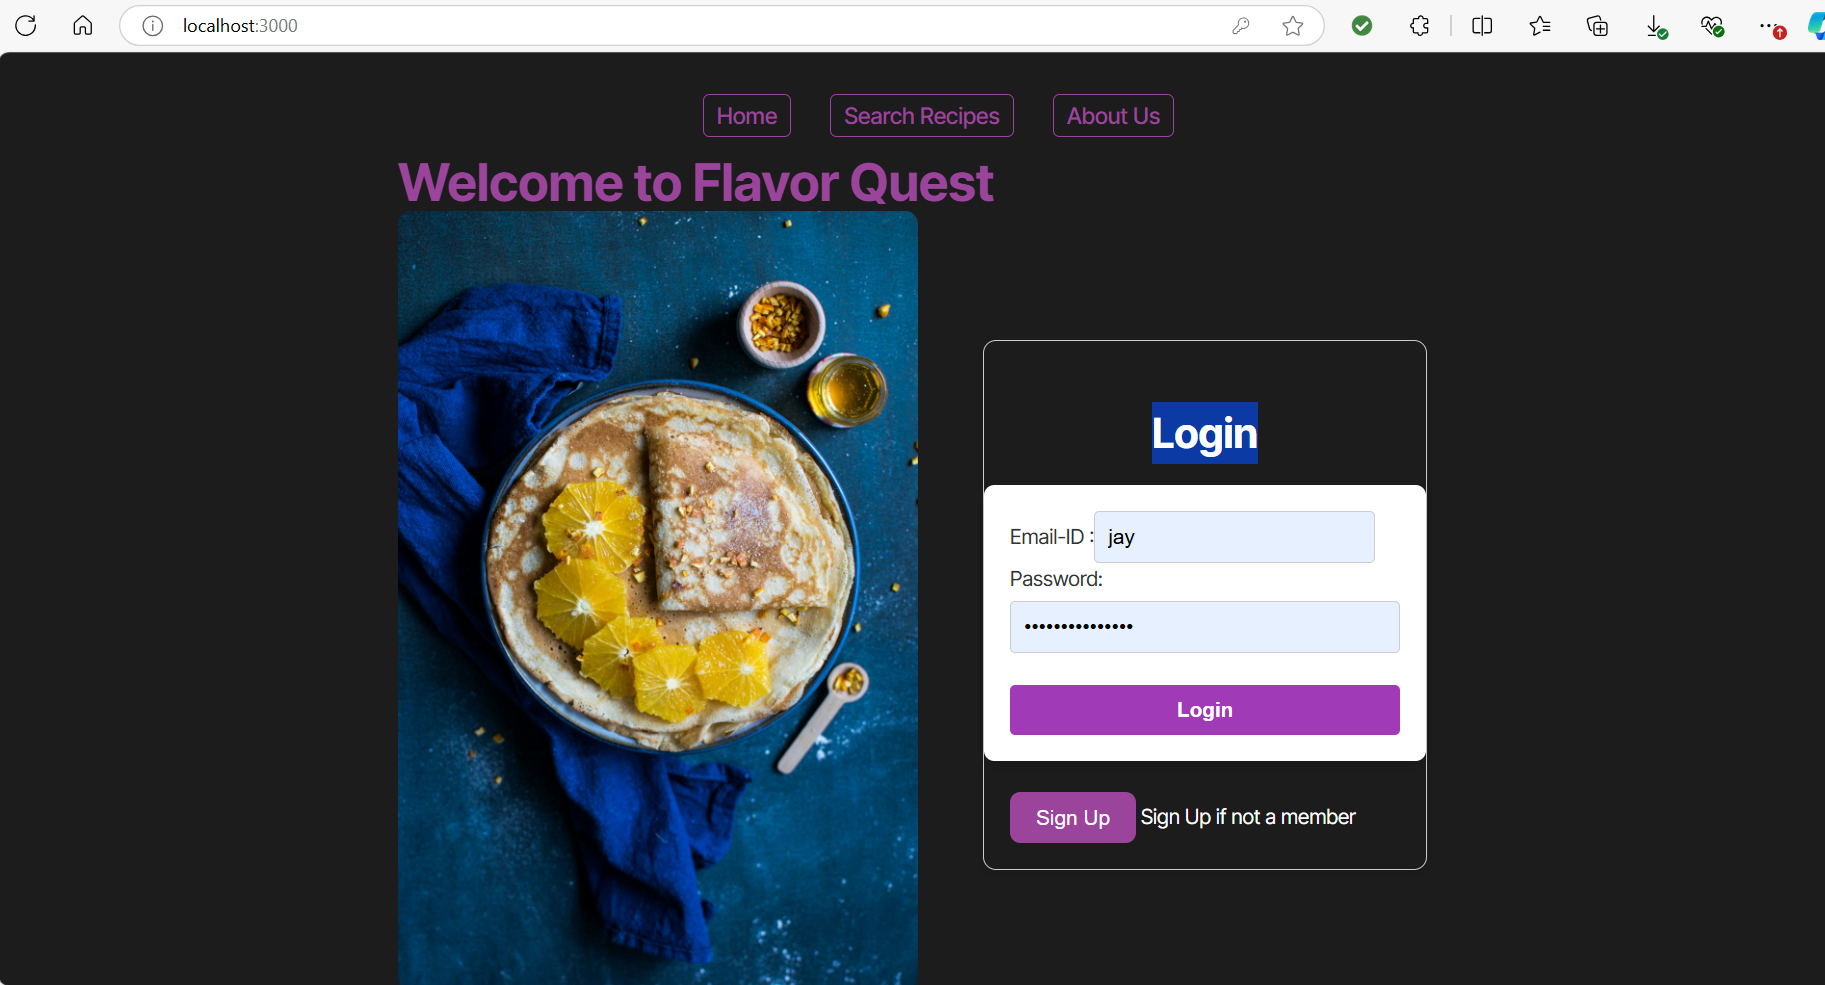 localhost:3000
Home
Search Recipes
About Us
Welcome to Flavor Quest
Login
Email-ID :
jay
Password:
•••••••••••••••
Login
Sign Up
Sign Up if not a member